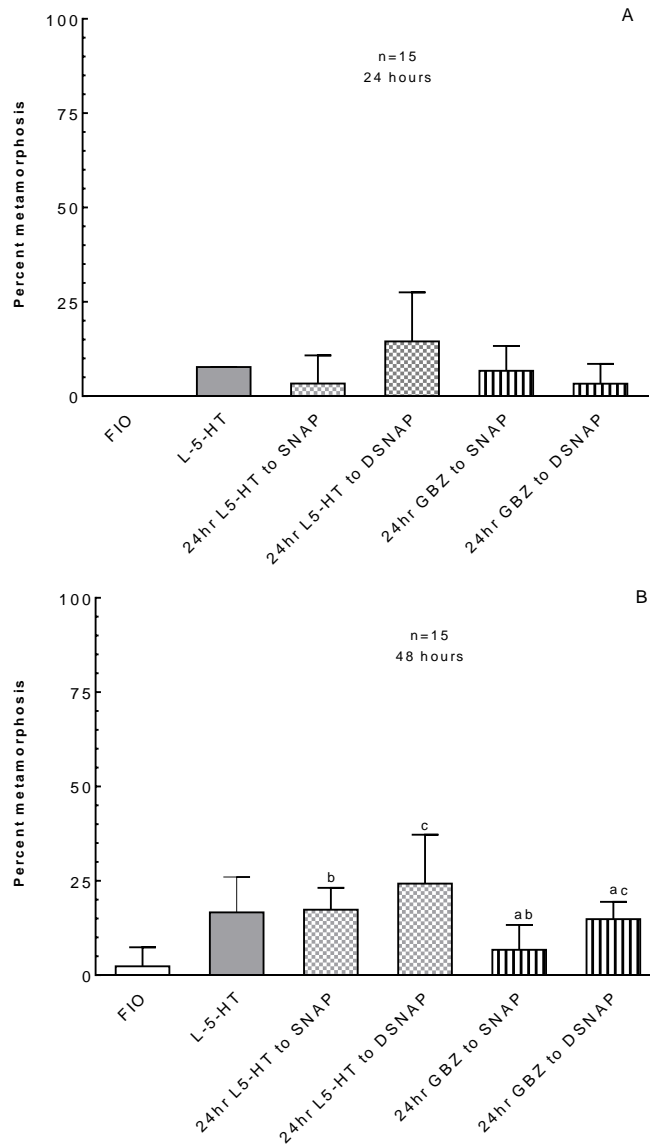 A
n=15
24 hours
100
75
50
25
0
Percent metamorphosis
FIO
L-5-HT
24hr L5-HT to SNAP
24hr L5-HT to DSNAP
24hr GBZ to SNAP
24hr GBZ to DSNAP
B
n=15
48 hours
100
75
50
25
0
Percent metamorphosis
b
c
ab
ac
FIO
L-5-HT
24hr L5-HT to SNAP
24hr L5-HT to DSNAP
24hr GBZ to SNAP
24hr GBZ to DSNAP